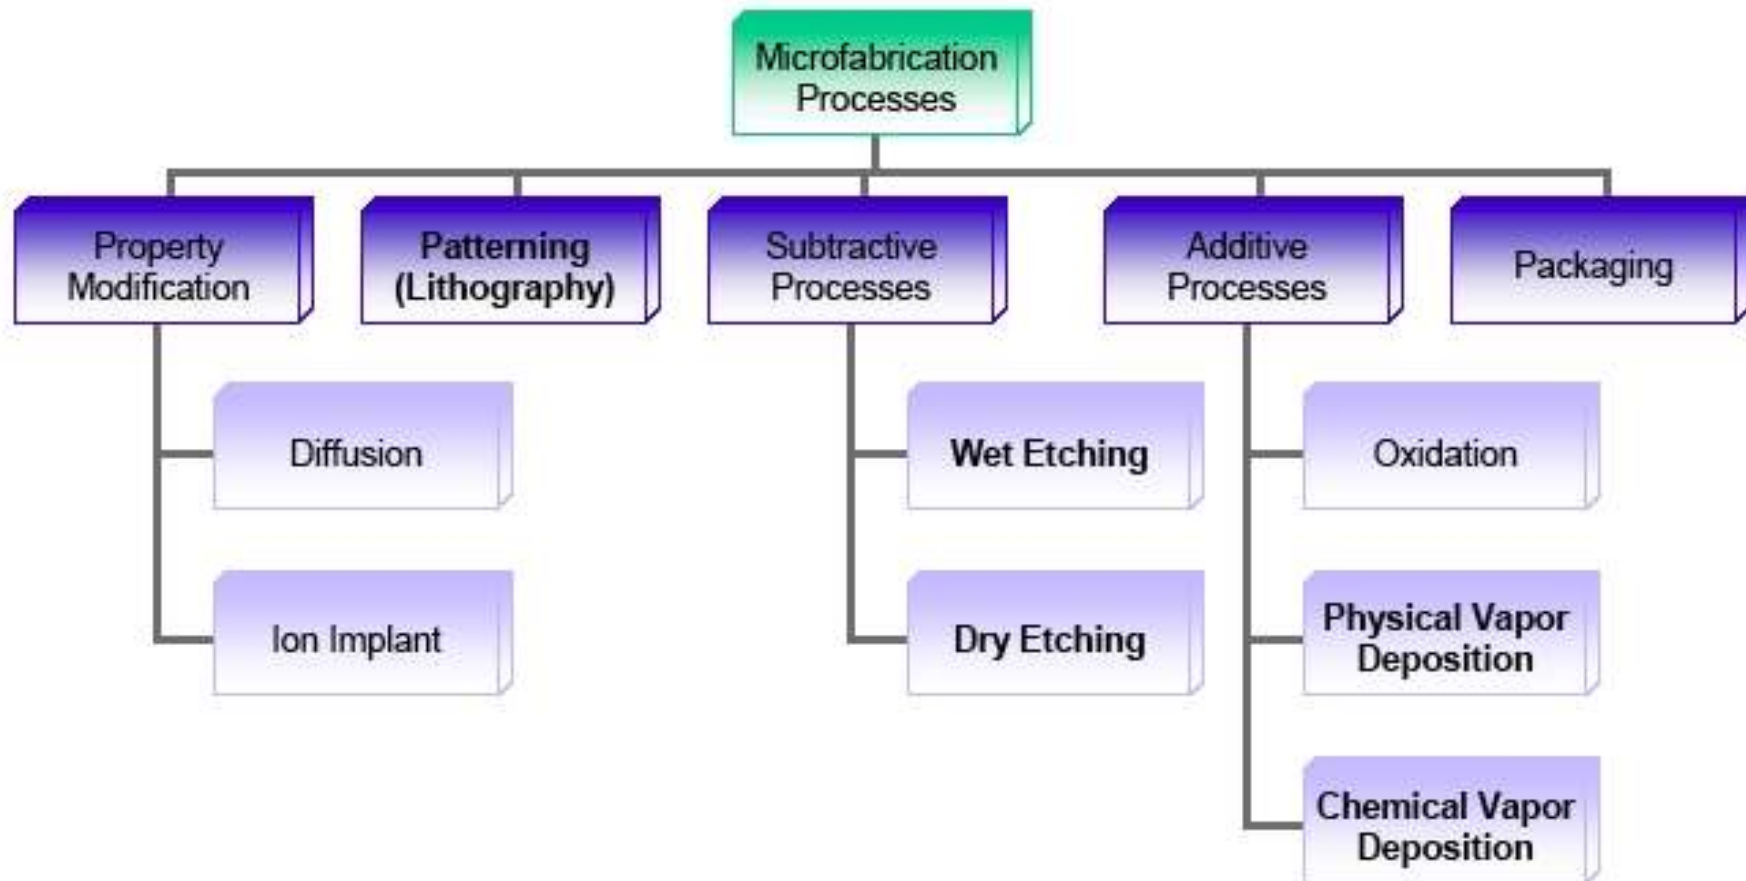 Microfabrication
Processes
Property
Modification
Patterning
(Lithography)
Subtractive
Processes
Additive
Processes
Packaging
Diffusion
Wet Etching
Oxidation
Ion Implant
Dry Etching
Physical Vapor
Deposition
Chemical Vapor
Deposition